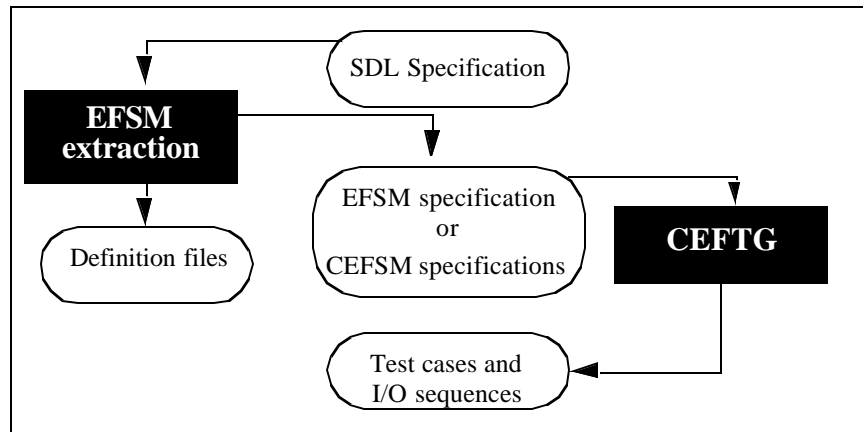 SDL Specification
EFSM
extraction
EFSM specification
or
CEFSM specifications
CEFTG
Definition files
Test cases and
I/O sequences